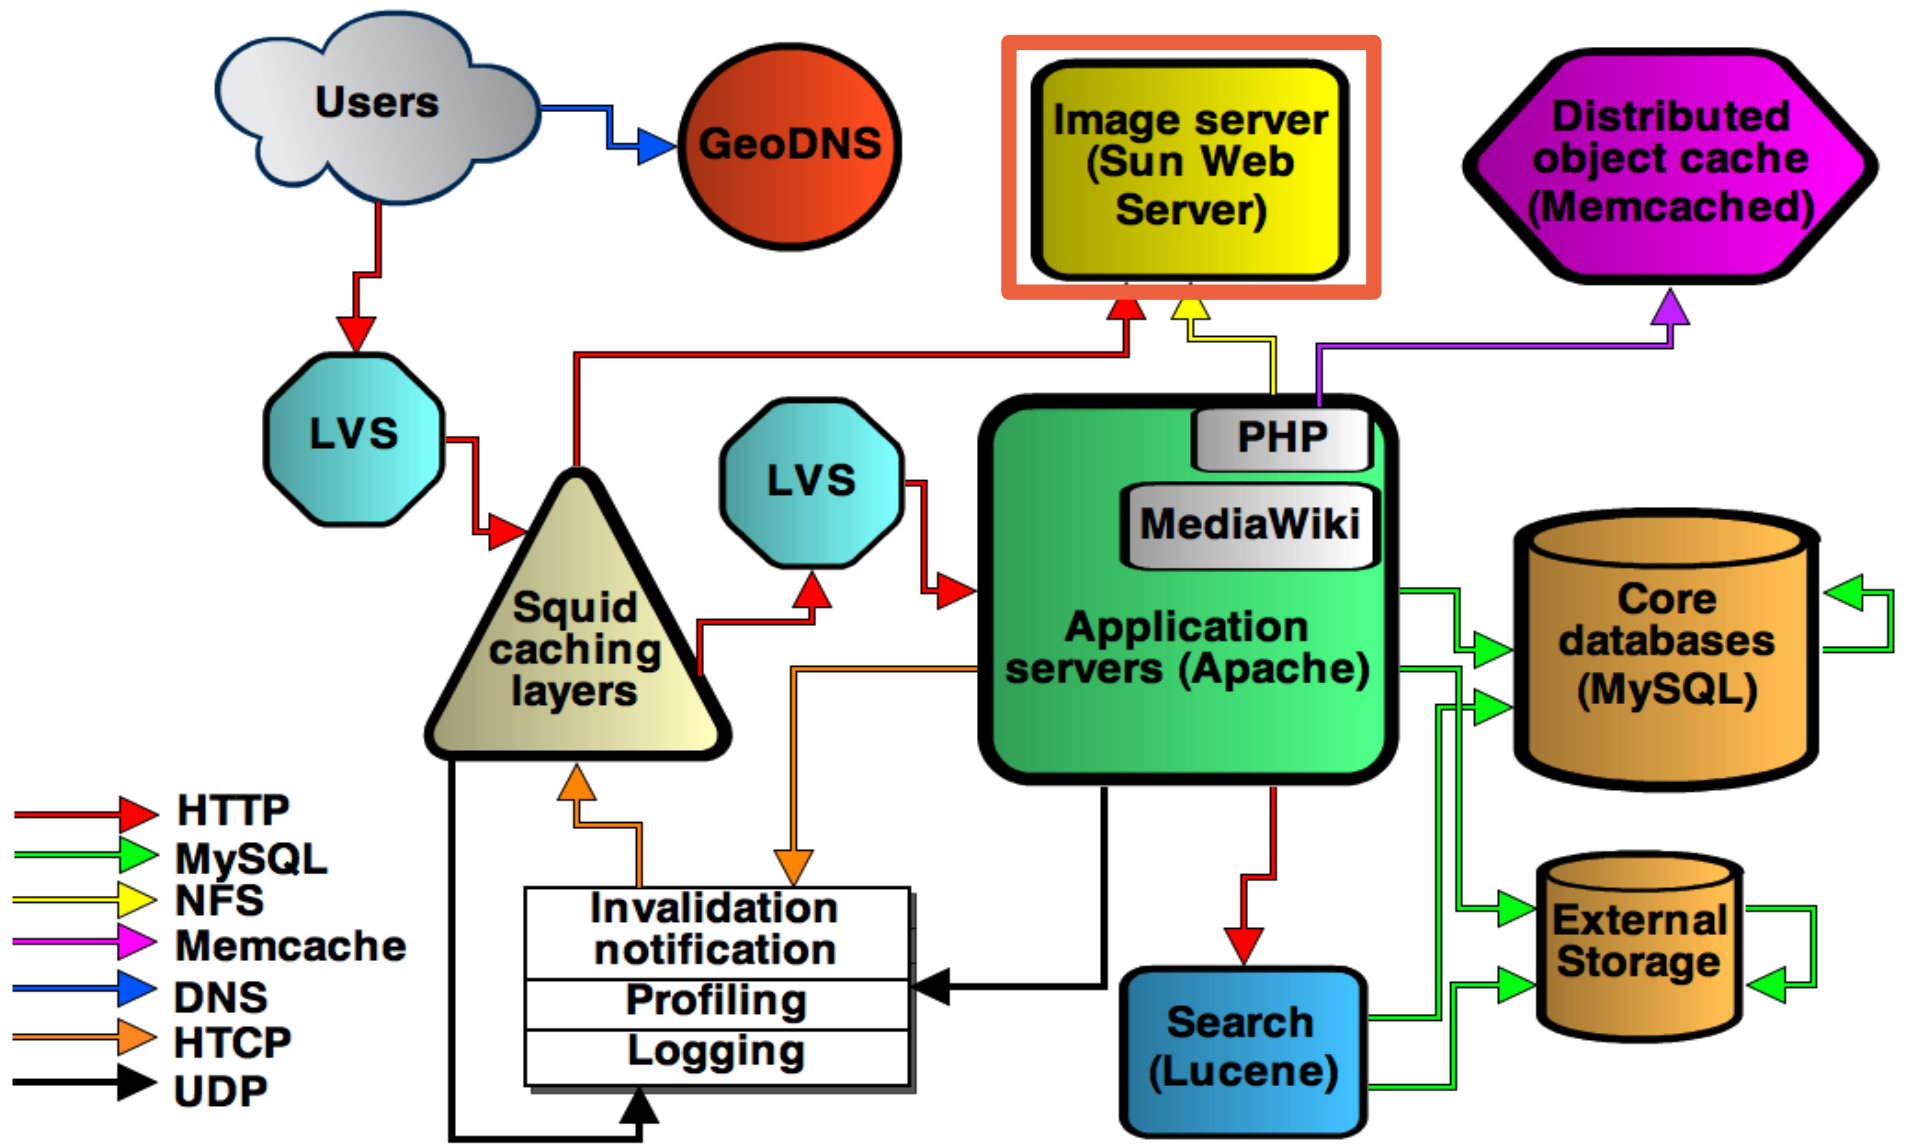 Users
GeoDNS
Image server
(Sun Web
Server)
Distributed
object cache
(Memcached)
LVS
LVS
PHP
MediaWiki
Application
servers (Apache)
Squid
caching
layers
Core
databases
(MySQL)
HTTP
MySQL
NFS
Memcache
DNS
HTCP
UDP
Invalidation
notification
Profiling
Logging
Search
(Lucene)
External
Storage